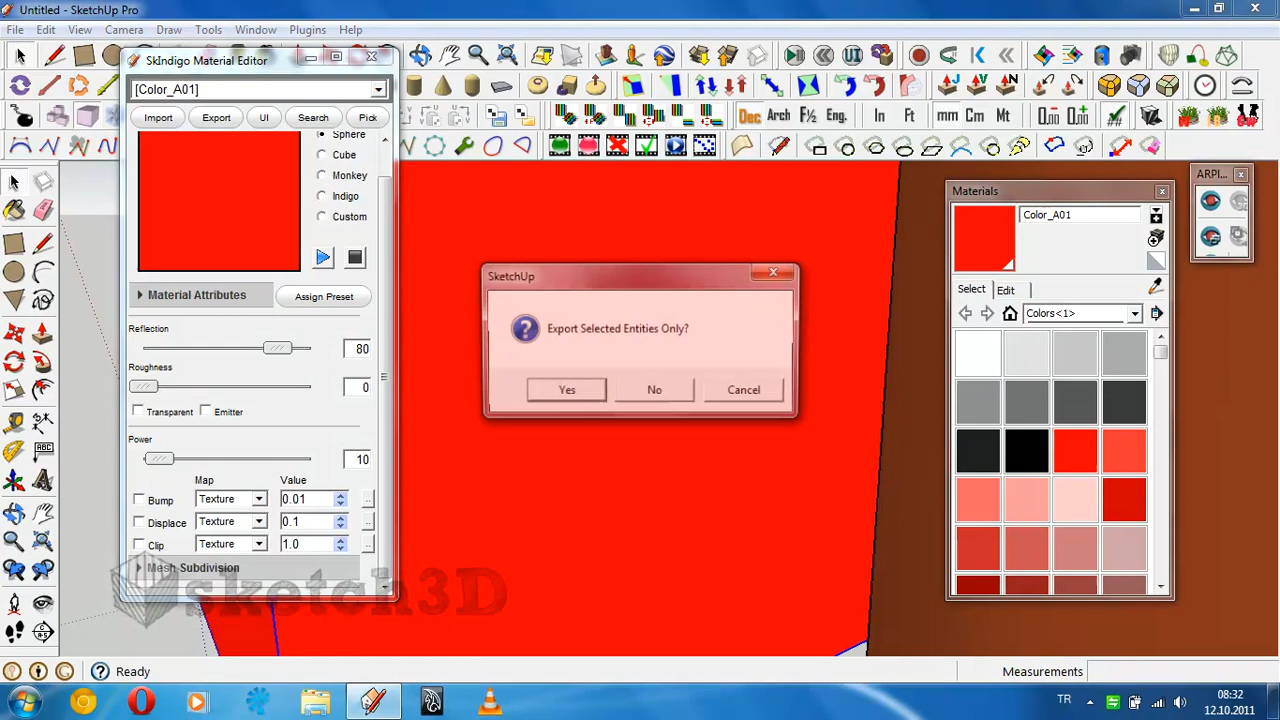 Untitled - SketchUp Pro
File Edit View Camera Draw Tools Window Plugins Help
SkIndigo Material Editor
[Color_A01]
Import Export UI Search Pick
Sphere
Cube
Monkey
Indigo
Custom
Material Attributes Assign Preset
Reflection
80
Roughness
0
Transparent Emitter
Power
10
Map Value
Bump Texture 0.01 ..
Displace Texture 0.1 ..
Clip Texture 1.0 ..
Mesh Subdivision
sketch3D
SketchUp
Export Selected Entities Only?
Yes No Cancel
Dec Arch F½ Eng. In Ft mm Cm Mt 0.00 0.00
Materials
Color_A01
Select Edit
Colors<1>
ARPI...
Ready
Measurements
TR
08:32
12.10.2011